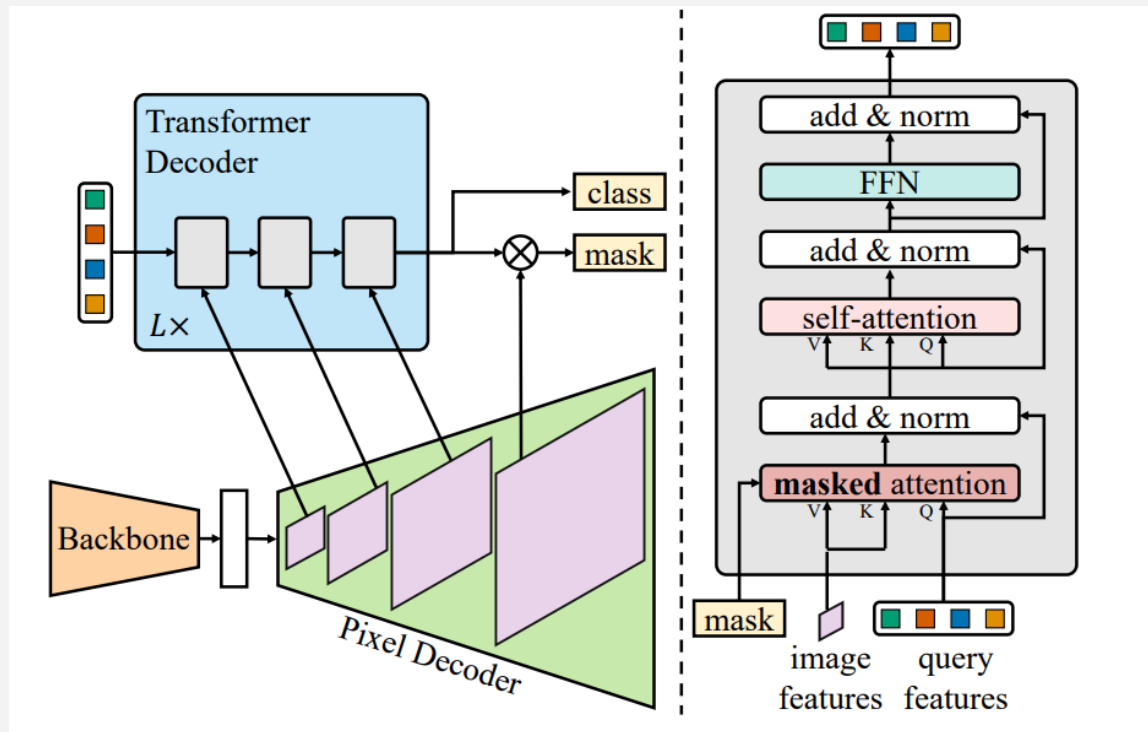 Transformer
Decoder
L×
class
mask
Backbone
Pixel Decoder
add & norm
FFN
add & norm
self-attention
V K Q
add & norm
masked attention
V K Q
mask
image
features
query
features